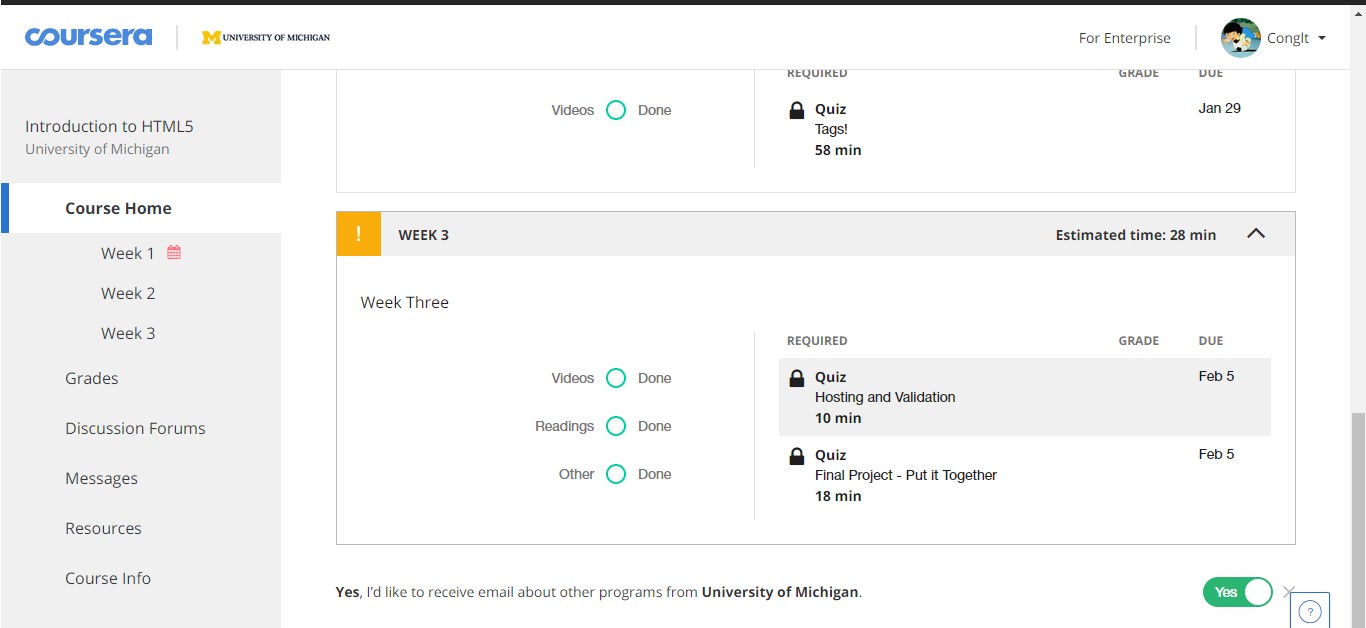 coursera
M UNIVERSITY OF MICHIGAN
For Enterprise
CongIt
Introduction to HTML5
University of Michigan
Course Home
Week 1
Week 2
Week 3
Grades
Discussion Forums
Messages
Resources
Course Info
REQUIRED GRADE DUE
Videos Done
Quiz Jan 29
Tags!
58 min
! WEEK 3 Estimated time: 28 min
Week Three
REQUIRED GRADE DUE
Videos Done
Readings Done
Other Done
Quiz Feb 5
Hosting and Validation
10 min
Quiz Feb 5
Final Project - Put it Together
18 min
Yes, I’d like to receive email about other programs from University of Michigan.
Yes
?